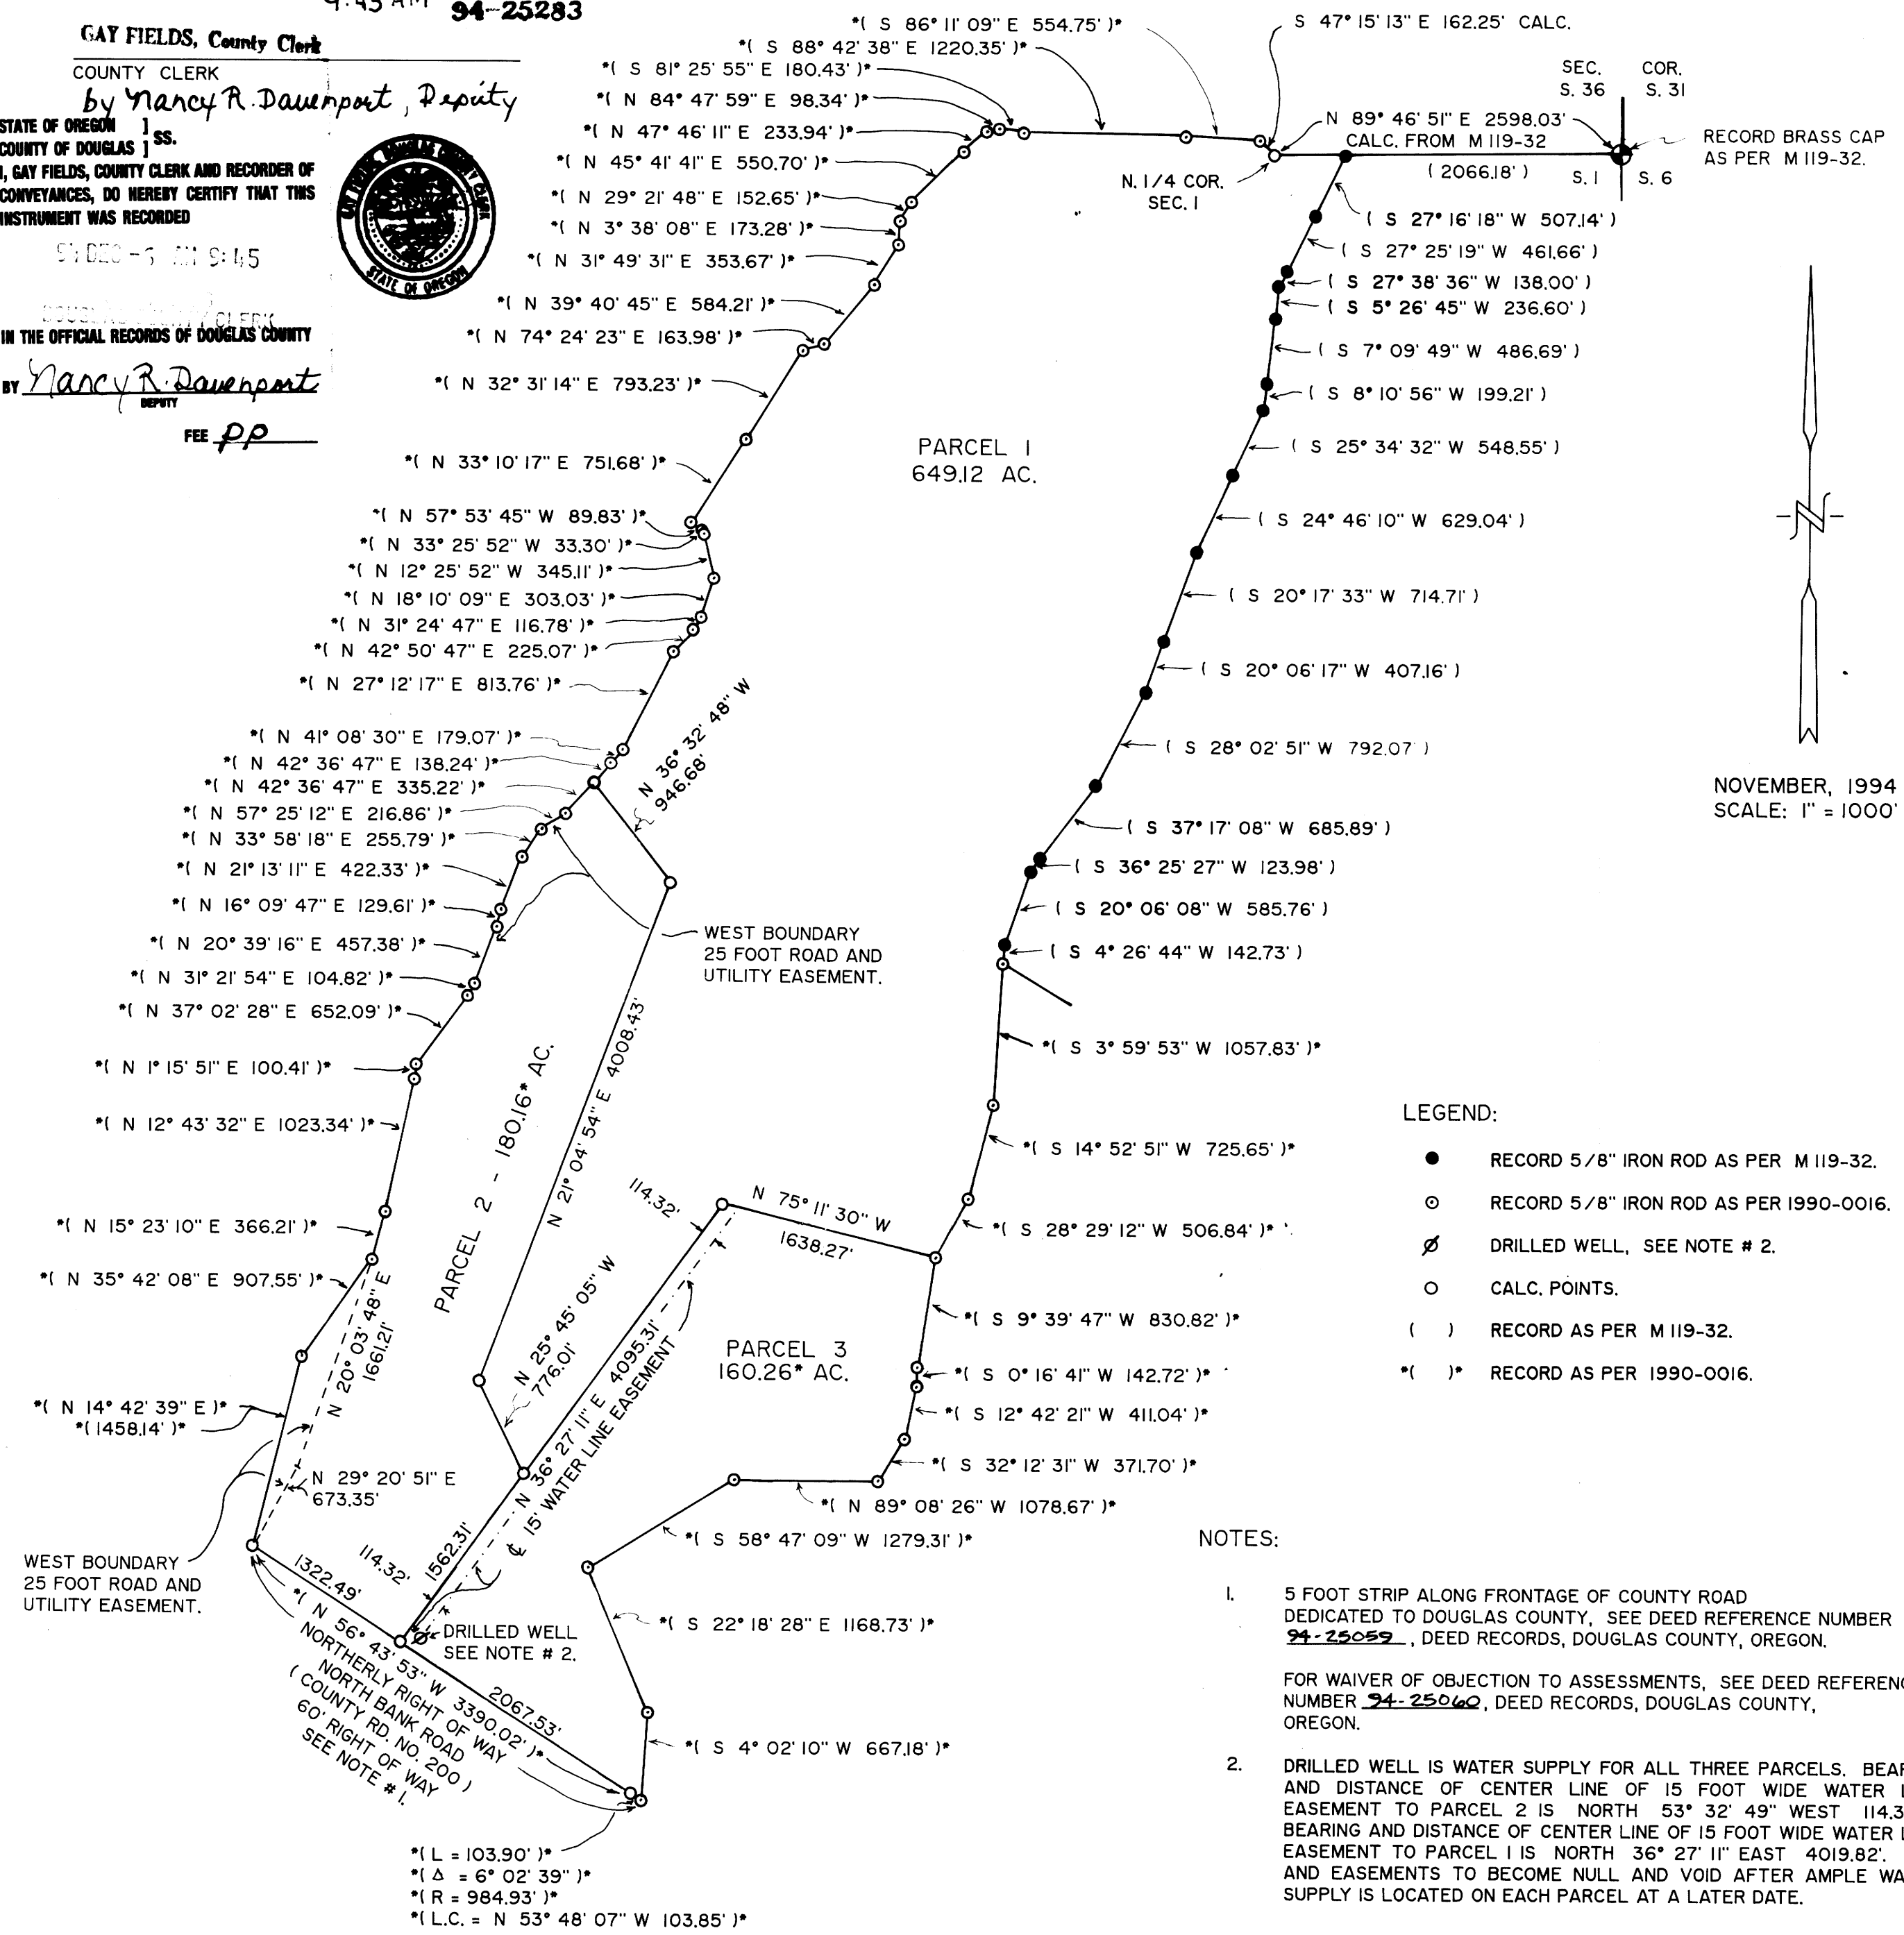 9:45 AM 94-25283
GAY FIELDS, County Clerk
COUNTY CLERK
by Nancy R. Davenport, Deputy
STATE OF OREGON ] SS.
COUNTY OF DOUGLAS ]
I, GAY FIELDS, COUNTY CLERK AND RECORDER OF
CONVEYANCES, DO HEREBY CERTIFY THAT THIS
INSTRUMENT WAS RECORDED
94 DEC -6 AM 9:45
DOUGLAS COUNTY CLERK
IN THE OFFICIAL RECORDS OF DOUGLAS COUNTY
BY Nancy R. Davenport
DEPUTY
FEE PP
STATE OF OREGON
*( S 86° 11' 09" E 554.75' )*
*( S 88° 42' 38" E 1220.35' )*
*( S 81° 25' 55" E 180.43' )*
*( N 84° 47' 59" E 98.34' )*
*( N 47° 46' 11" E 233.94' )*
*( N 45° 41' 41" E 550.70' )*
*( N 29° 21' 48" E 152.65' )*
*( N 3° 38' 08" E 173.28' )*
*( N 31° 49' 31" E 353.67' )*
*( N 39° 40' 45" E 584.21' )*
*( N 74° 24' 23" E 163.98' )*
*( N 32° 31' 14" E 793.23' )*
*( N 33° 10' 17" E 751.68' )*
*( N 57° 53' 45" W 89.83' )*
*( N 33° 25' 52" W 33.30' )*
*( N 12° 25' 52" W 345.11' )*
*( N 18° 10' 09" E 303.03' )*
*( N 31° 24' 47" E 116.78' )*
*( N 42° 50' 47" E 225.07' )*
*( N 27° 12' 17" E 813.76' )*
*( N 41° 08' 30" E 179.07' )*
*( N 42° 36' 47" E 138.24' )*
*( N 42° 36' 47" E 335.22' )*
*( N 57° 25' 12" E 216.86' )*
*( N 33° 58' 18" E 255.79' )*
*( N 21° 13' 11" E 422.33' )*
*( N 16° 09' 47" E 129.61' )*
*( N 20° 39' 16" E 457.38' )*
*( N 31° 21' 54" E 104.82' )*
*( N 37° 02' 28" E 652.09' )*
*( N 1° 15' 51" E 100.41' )*
*( N 12° 43' 32" E 1023.34' )*
*( N 15° 23' 10" E 366.21' )*
*( N 35° 42' 08" E 907.55' )*
*( N 14° 42' 39" E )*
*( 1458.14' )*
N 20° 03' 48" E
1661.21'
N 29° 20' 51" E
673.35'
WEST BOUNDARY
25 FOOT ROAD AND
UTILITY EASEMENT.
S 47° 15' 13" E 162.25' CALC.
SEC. COR.
S. 36 S. 31
N 89° 46' 51" E 2598.03'
CALC. FROM M 119-32
( 2066.18' )
S. 1 S. 6
RECORD BRASS CAP
AS PER M 119-32.
N. 1/4 COR.
SEC. 1
( S 27° 16' 18" W 507.14' )
( S 27° 25' 19" W 461.66' )
( S 27° 38' 36" W 138.00' )
( S 5° 26' 45" W 236.60' )
( S 7° 09' 49" W 486.69' )
( S 8° 10' 56" W 199.21' )
( S 25° 34' 32" W 548.55' )
( S 24° 46' 10" W 629.04' )
( S 20° 17' 33" W 714.71' )
( S 20° 06' 17" W 407.16' )
( S 28° 02' 51" W 792.07' )
( S 37° 17' 08" W 685.89' )
( S 36° 25' 27" W 123.98' )
( S 20° 06' 08" W 585.76' )
( S 4° 26' 44" W 142.73' )
*( S 3° 59' 53" W 1057.83' )*
*( S 14° 52' 51" W 725.65' )*
*( S 28° 29' 12" W 506.84' )*
*( S 9° 39' 47" W 830.82' )*
*( S 0° 16' 41" W 142.72' )*
*( S 12° 42' 21" W 411.04' )*
*( S 32° 12' 31" W 371.70' )*
*( N 89° 08' 26" W 1078.67' )*
*( S 58° 47' 09" W 1279.31' )*
*( S 22° 18' 28" E 1168.73' )*
*( S 4° 02' 10" W 667.18' )*
PARCEL 1
649.12 AC.
N 36° 32' 48" W
946.68'
WEST BOUNDARY
25 FOOT ROAD AND
UTILITY EASEMENT.
PARCEL 2 - 180.16* AC.
N 21° 04' 54" E 4008.43'
N 25° 45' 05" W
776.01'
114.32'
N 75° 11' 30" W
1638.27'
N 36° 27' 11" E 4095.31'
℄ 15' WATER LINE EASEMENT
PARCEL 3
160.26* AC.
1562.31'
114.32'
1322.49'
DRILLED WELL
SEE NOTE # 2.
2067.53'
*( N 56° 43' 53" W 3390.02' )*
NORTHERLY RIGHT OF WAY
NORTH BANK ROAD
( COUNTY RD. NO. 200 )
60' RIGHT OF WAY
SEE NOTE # 1.
*( L = 103.90' )*
*( Δ = 6° 02' 39" )*
*( R = 984.93' )*
*( L.C. = N 53° 48' 07" W 103.85' )*
N
NOVEMBER, 1994
SCALE: 1" = 1000'
LEGEND:
● RECORD 5/8" IRON ROD AS PER M 119-32.
⊙ RECORD 5/8" IRON ROD AS PER 1990-0016.
Ø DRILLED WELL, SEE NOTE # 2.
○ CALC. POINTS.
( ) RECORD AS PER M 119-32.
*( )* RECORD AS PER 1990-0016.
NOTES:
1. 5 FOOT STRIP ALONG FRONTAGE OF COUNTY ROAD
DEDICATED TO DOUGLAS COUNTY, SEE DEED REFERENCE NUMBER
94-25059, DEED RECORDS, DOUGLAS COUNTY, OREGON.
FOR WAIVER OF OBJECTION TO ASSESSMENTS, SEE DEED REFERENC
NUMBER 94-25060, DEED RECORDS, DOUGLAS COUNTY,
OREGON.
2. DRILLED WELL IS WATER SUPPLY FOR ALL THREE PARCELS. BEAR
AND DISTANCE OF CENTER LINE OF 15 FOOT WIDE WATER L
EASEMENT TO PARCEL 2 IS NORTH 53° 32' 49" WEST 114.3
BEARING AND DISTANCE OF CENTER LINE OF 15 FOOT WIDE WATER L
EASEMENT TO PARCEL 1 IS NORTH 36° 27' 11" EAST 4019.82'.
AND EASEMENTS TO BECOME NULL AND VOID AFTER AMPLE WA
SUPPLY IS LOCATED ON EACH PARCEL AT A LATER DATE.